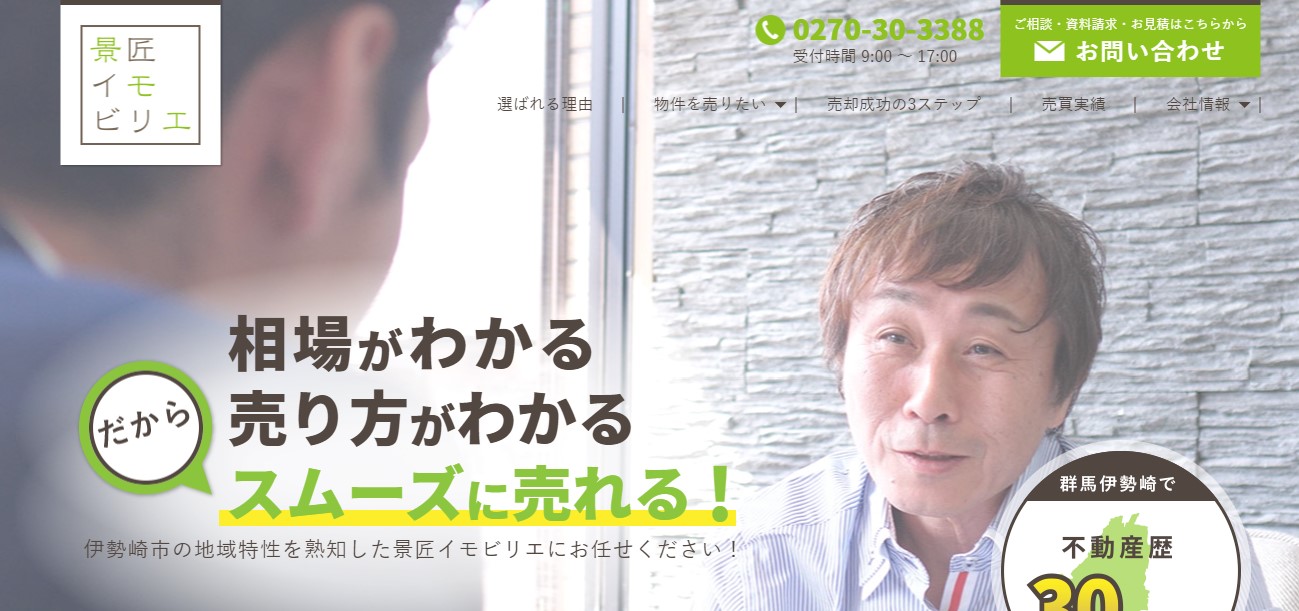 景匠
イモ
ビリエ
0270-30-3388
受付時間 9:00 ～ 17:00
ご相談・資料請求・お見積はこちらから
お問い合わせ
選ばれる理由 | 物件を売りたい | 売却成功の3ステップ | 売買実績 | 会社情報 |
相場がわかる
売り方がわかる
だから
スムーズに売れる！
伊勢崎市の地域特性を熟知した景匠イモビリエにお任せください！
群馬伊勢崎で
不動産歴
30